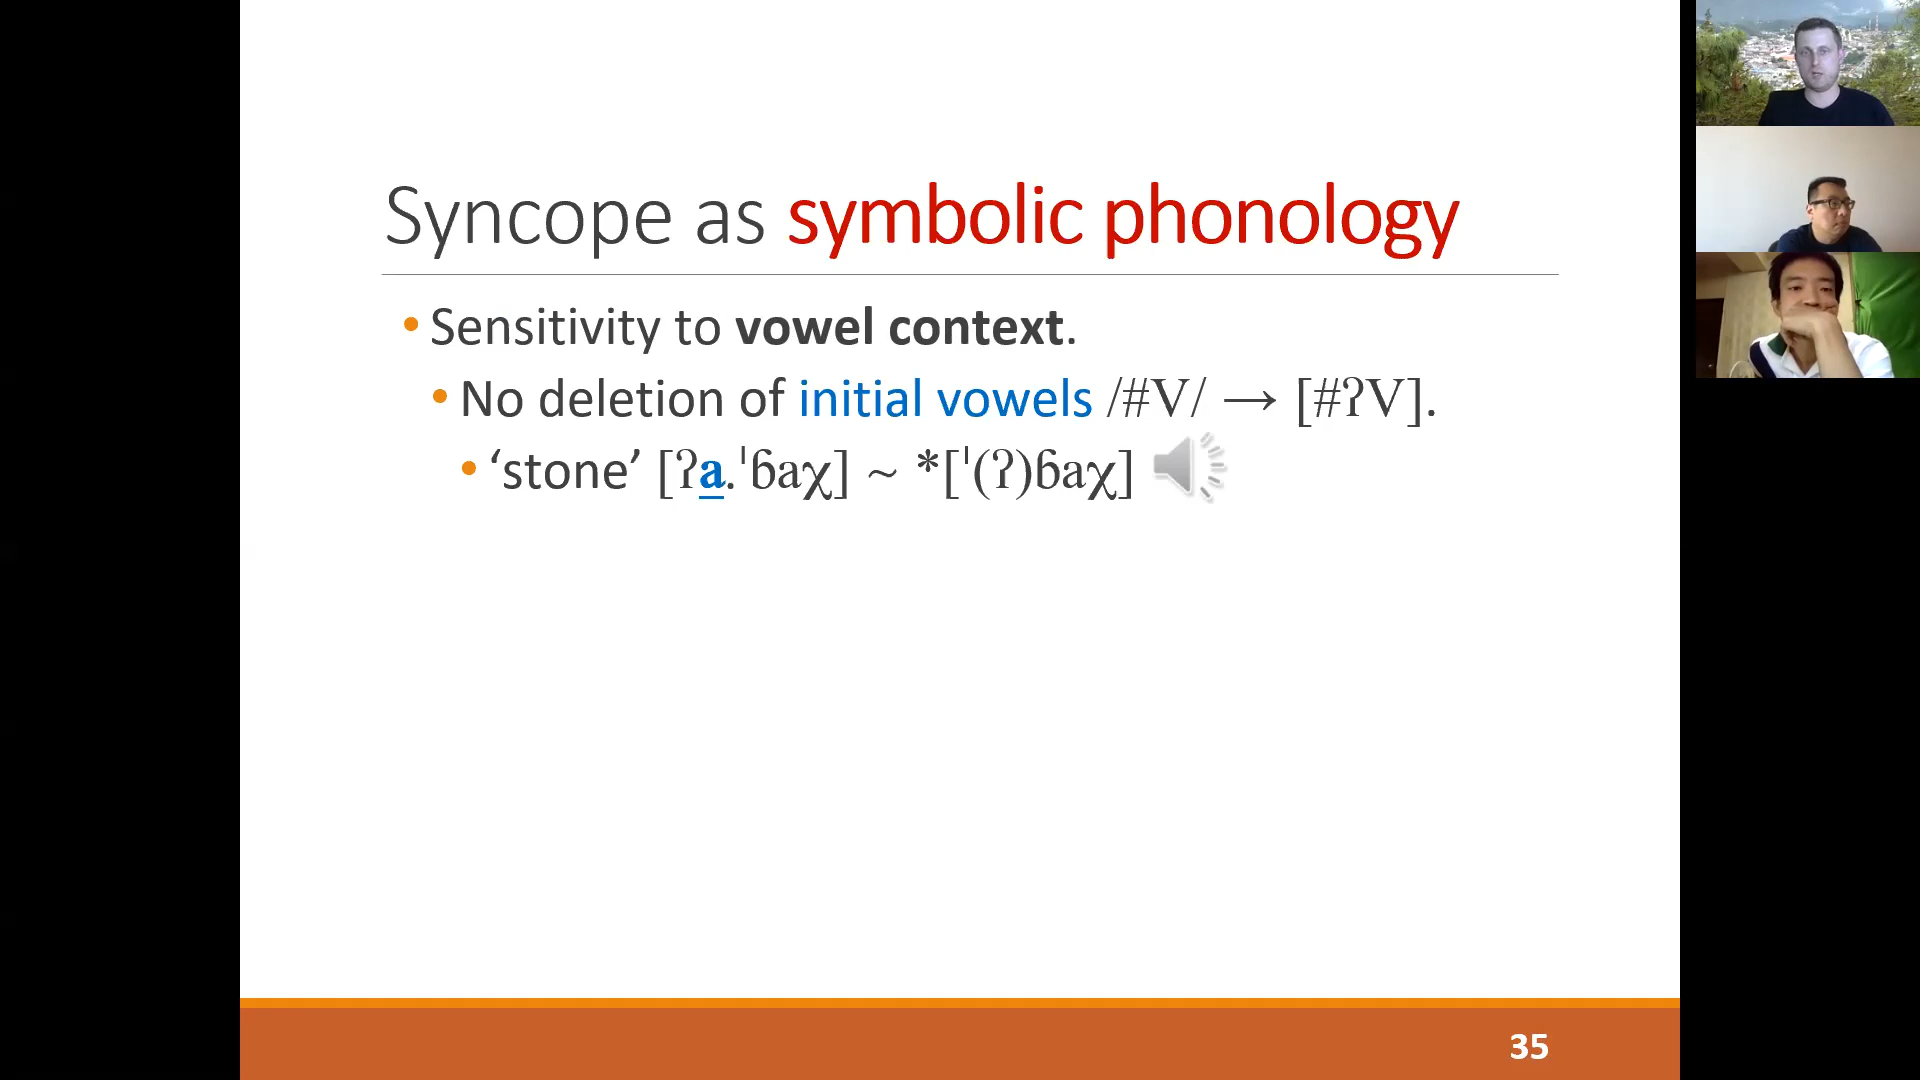 Syncope as symbolic phonology
• Sensitivity to vowel context.
• No deletion of initial vowels /#V/ → [#ʔV].
• ‘stone’ [ʔa.ˈɓaχ] ~ *[ˈ(ʔ)ɓaχ]
35